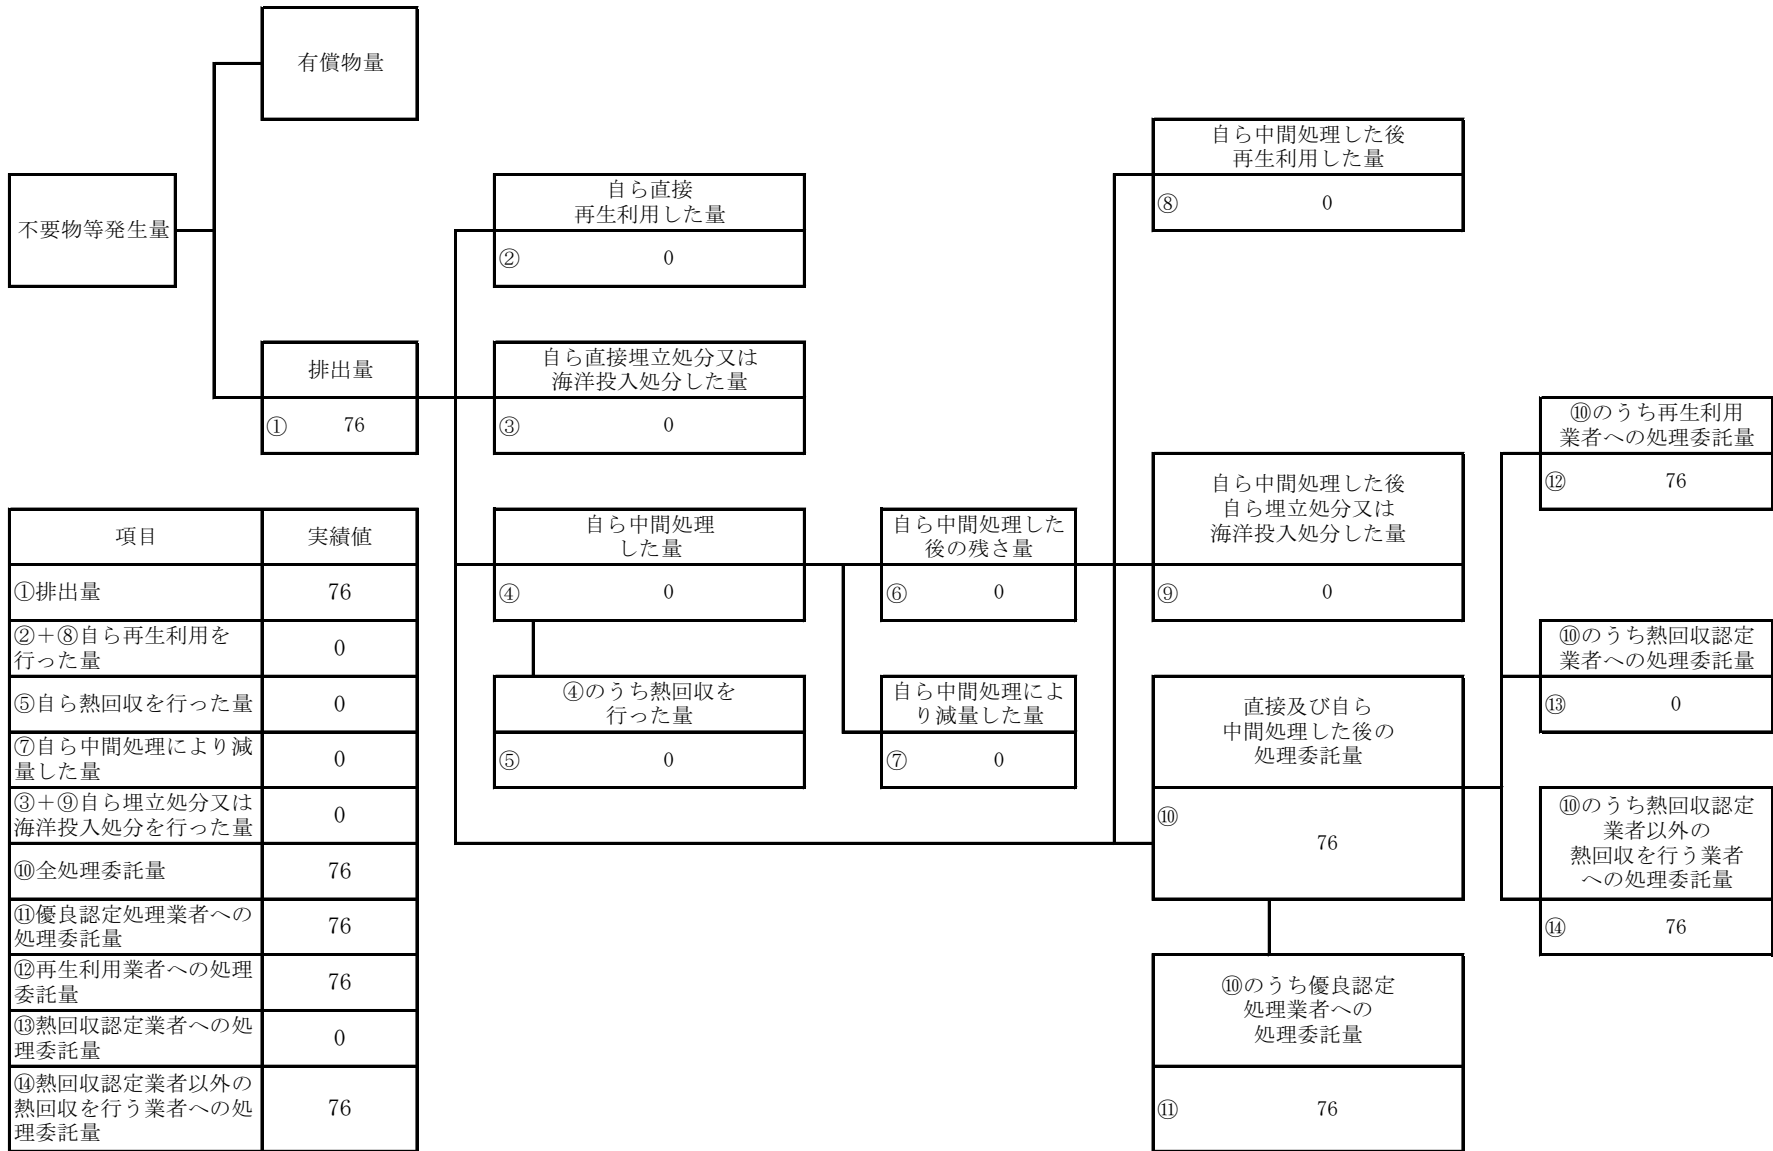 有償物量
不要物等発生量
排出量
① 76
自ら直接
再生利用した量
② 0
自ら直接埋立処分又は
海洋投入処分した量
③ 0
自ら中間処理
した量
④ 0
④のうち熱回収を
行った量
⑤ 0
自ら中間処理した
後の残さ量
⑥ 0
自ら中間処理によ
り減量した量
⑦ 0
自ら中間処理した後
再生利用した量
⑧ 0
自ら中間処理した後
自ら埋立処分又は
海洋投入処分した量
⑨ 0
直接及び自ら
中間処理した後の
処理委託量
⑩
76
⑩のうち優良認定
処理業者への
処理委託量
⑪ 76
⑩のうち再生利用
業者への処理委託量
⑫ 76
⑩のうち熱回収認定
業者への処理委託量
⑬ 0
⑩のうち熱回収認定
業者以外の
熱回収を行う業者
への処理委託量
⑭ 76
項目 実績値
①排出量 76
②+⑧自ら再生利用を
行った量 0
⑤自ら熱回収を行った量 0
⑦自ら中間処理により減
量した量 0
③+⑨自ら埋立処分又は
海洋投入処分を行った量 0
⑩全処理委託量 76
⑪優良認定処理業者への
処理委託量 76
⑫再生利用業者への処理
委託量 76
⑬熱回収認定業者への処
理委託量 0
⑭熱回収認定業者以外の
熱回収を行う業者への処 76
理委託量